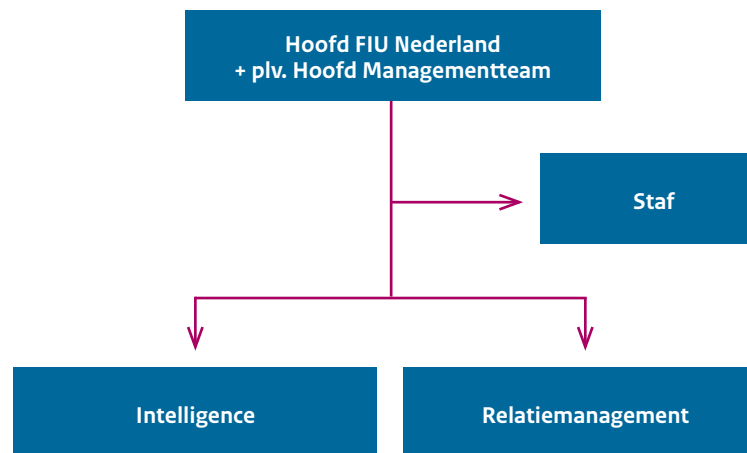 Hoofd FIU Nederland
+ plv. Hoofd Managementteam
Staf
Intelligence
Relatiemanagement